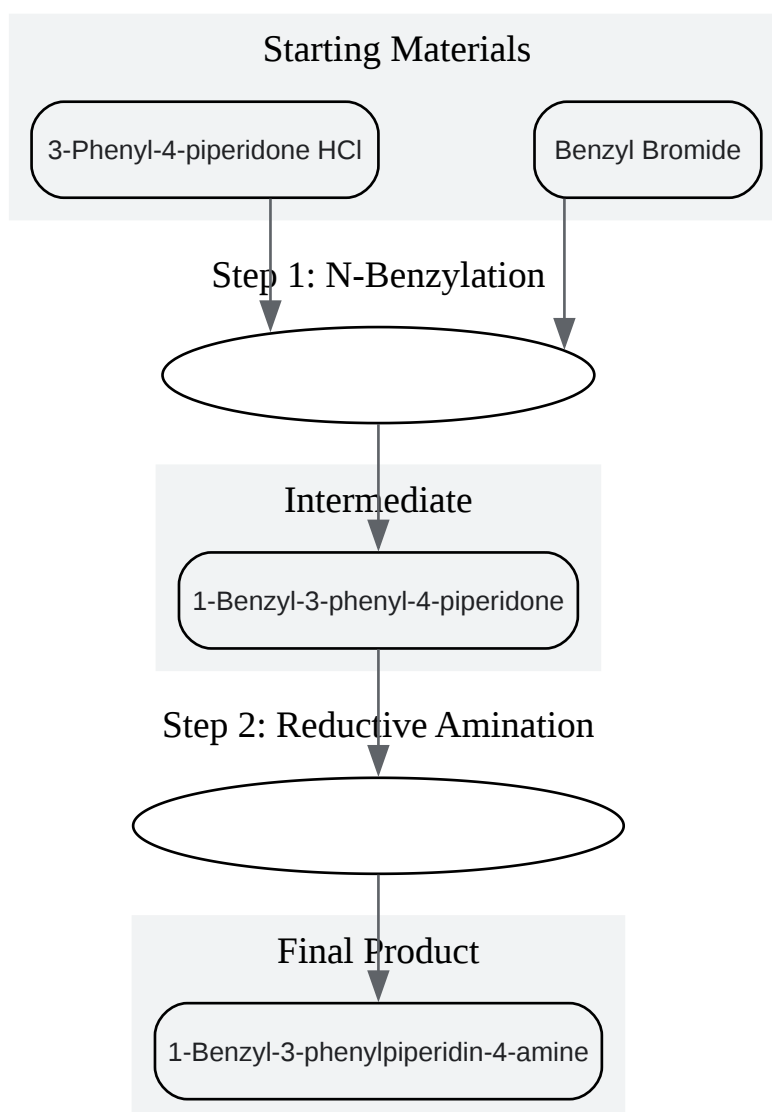 Starting Materials
3-Phenyl-4-piperidone HCl
Benzyl Bromide
Step 1: N-Benzylation
Intermediate
1-Benzyl-3-phenyl-4-piperidone
Step 2: Reductive Amination
Final Product
1-Benzyl-3-phenylpiperidin-4-amine